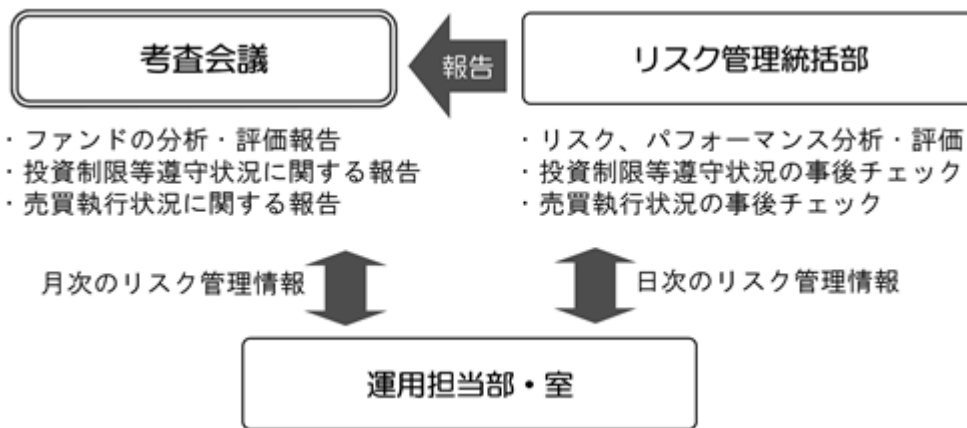 考査会議
報告
リスク管理統括部
・ファンドの分析・評価報告
・投資制限等遵守状況に関する報告
・売買執行状況に関する報告
・リスク、パフォーマンス分析・評価
・投資制限等遵守状況の事後チェック
・売買執行状況の事後チェック
月次のリスク管理情報
日次のリスク管理情報
運用担当部・室